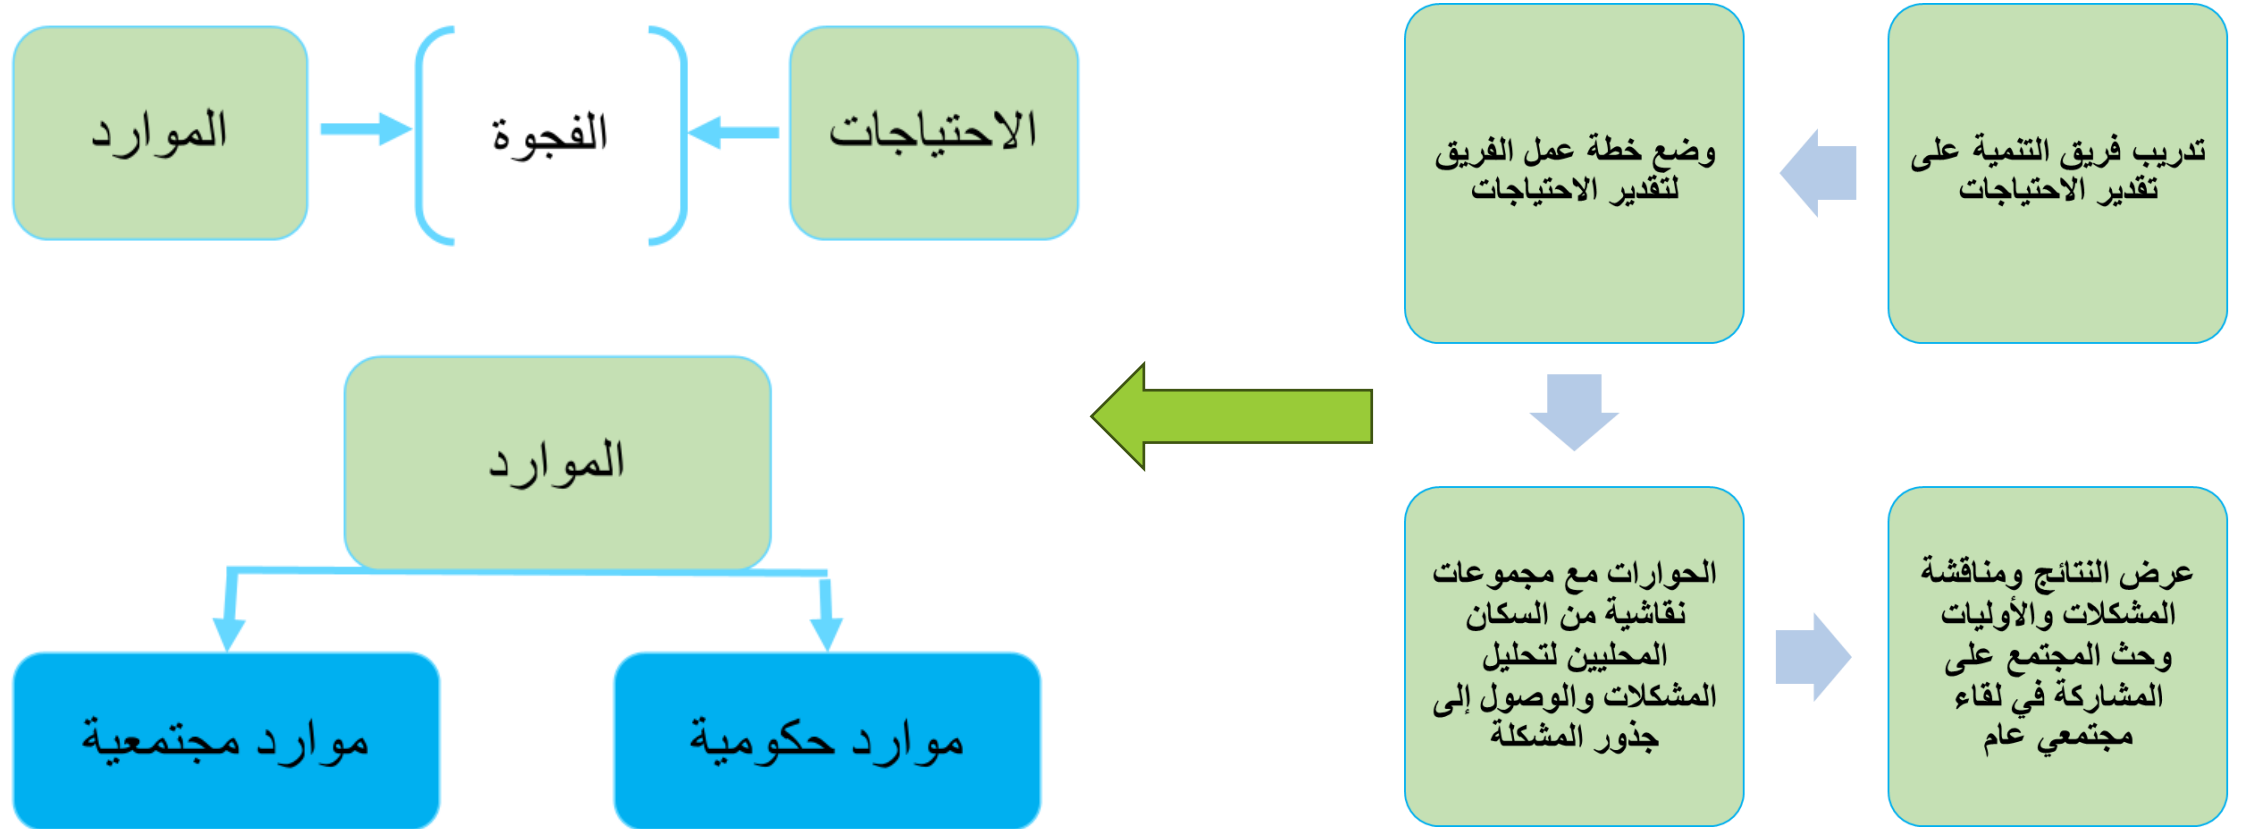 تدريب فريق التنمية على
تقدير الاحتياجات
وضع خطة عمل الفريق
لتقدير الاحتياجات
الحوارات مع مجموعات
نقاشية من السكان
المحليين لتحليل
المشكلات والوصول إلى
جذور المشكلة
عرض النتائج ومناقشة
المشكلات والأوليات
وحث المجتمع على
المشاركة في لقاء
مجتمعي عام
الاحتياجات
الفجوة
الموارد
الموارد
موارد حكومية
موارد مجتمعية